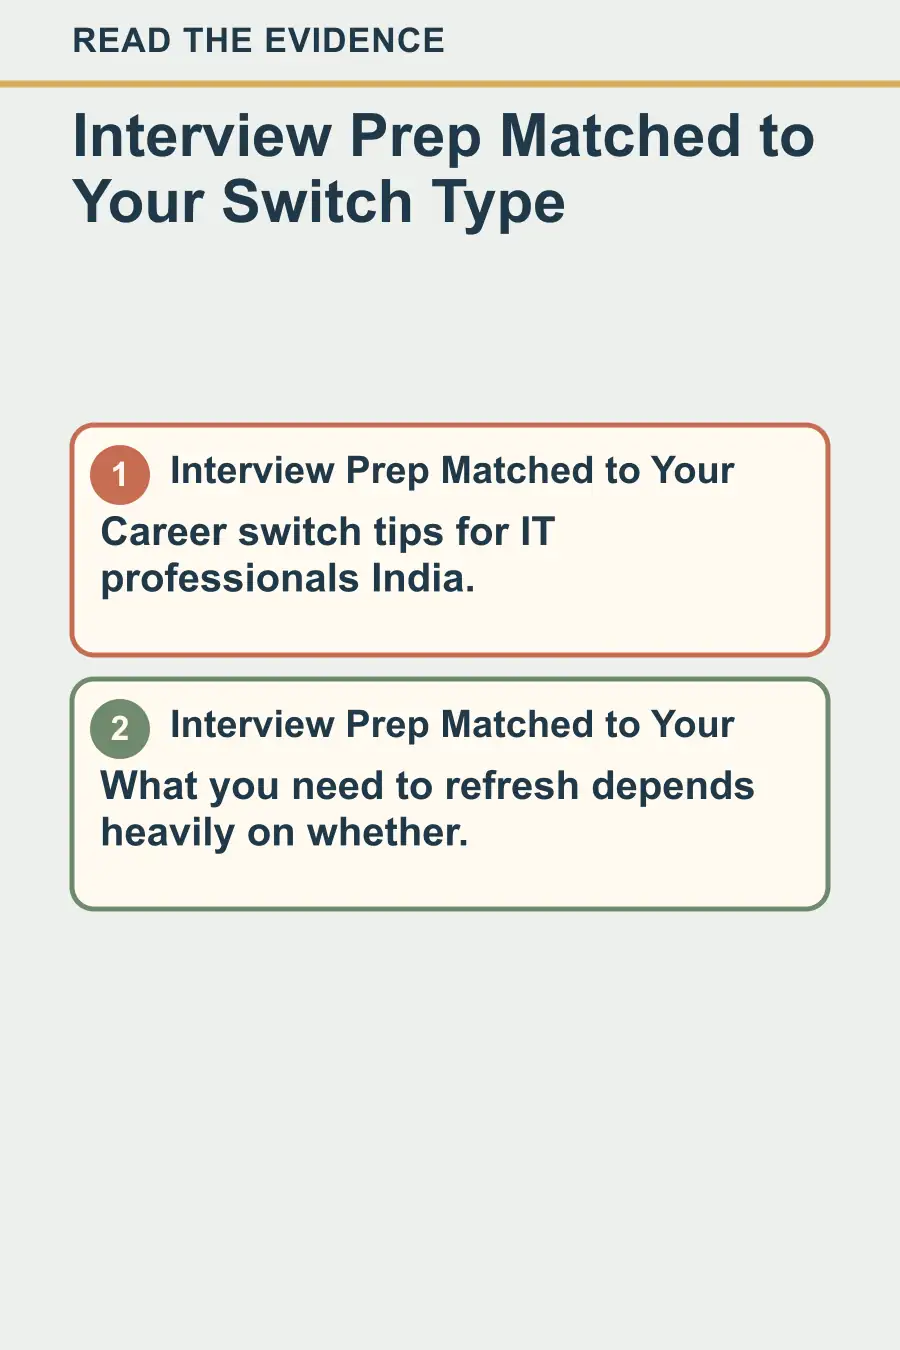 READ THE EVIDENCE
Interview Prep Matched to
Your Switch Type
1 Interview Prep Matched to Your
Career switch tips for IT
professionals India.
2 Interview Prep Matched to Your
What you need to refresh depends
heavily on whether.